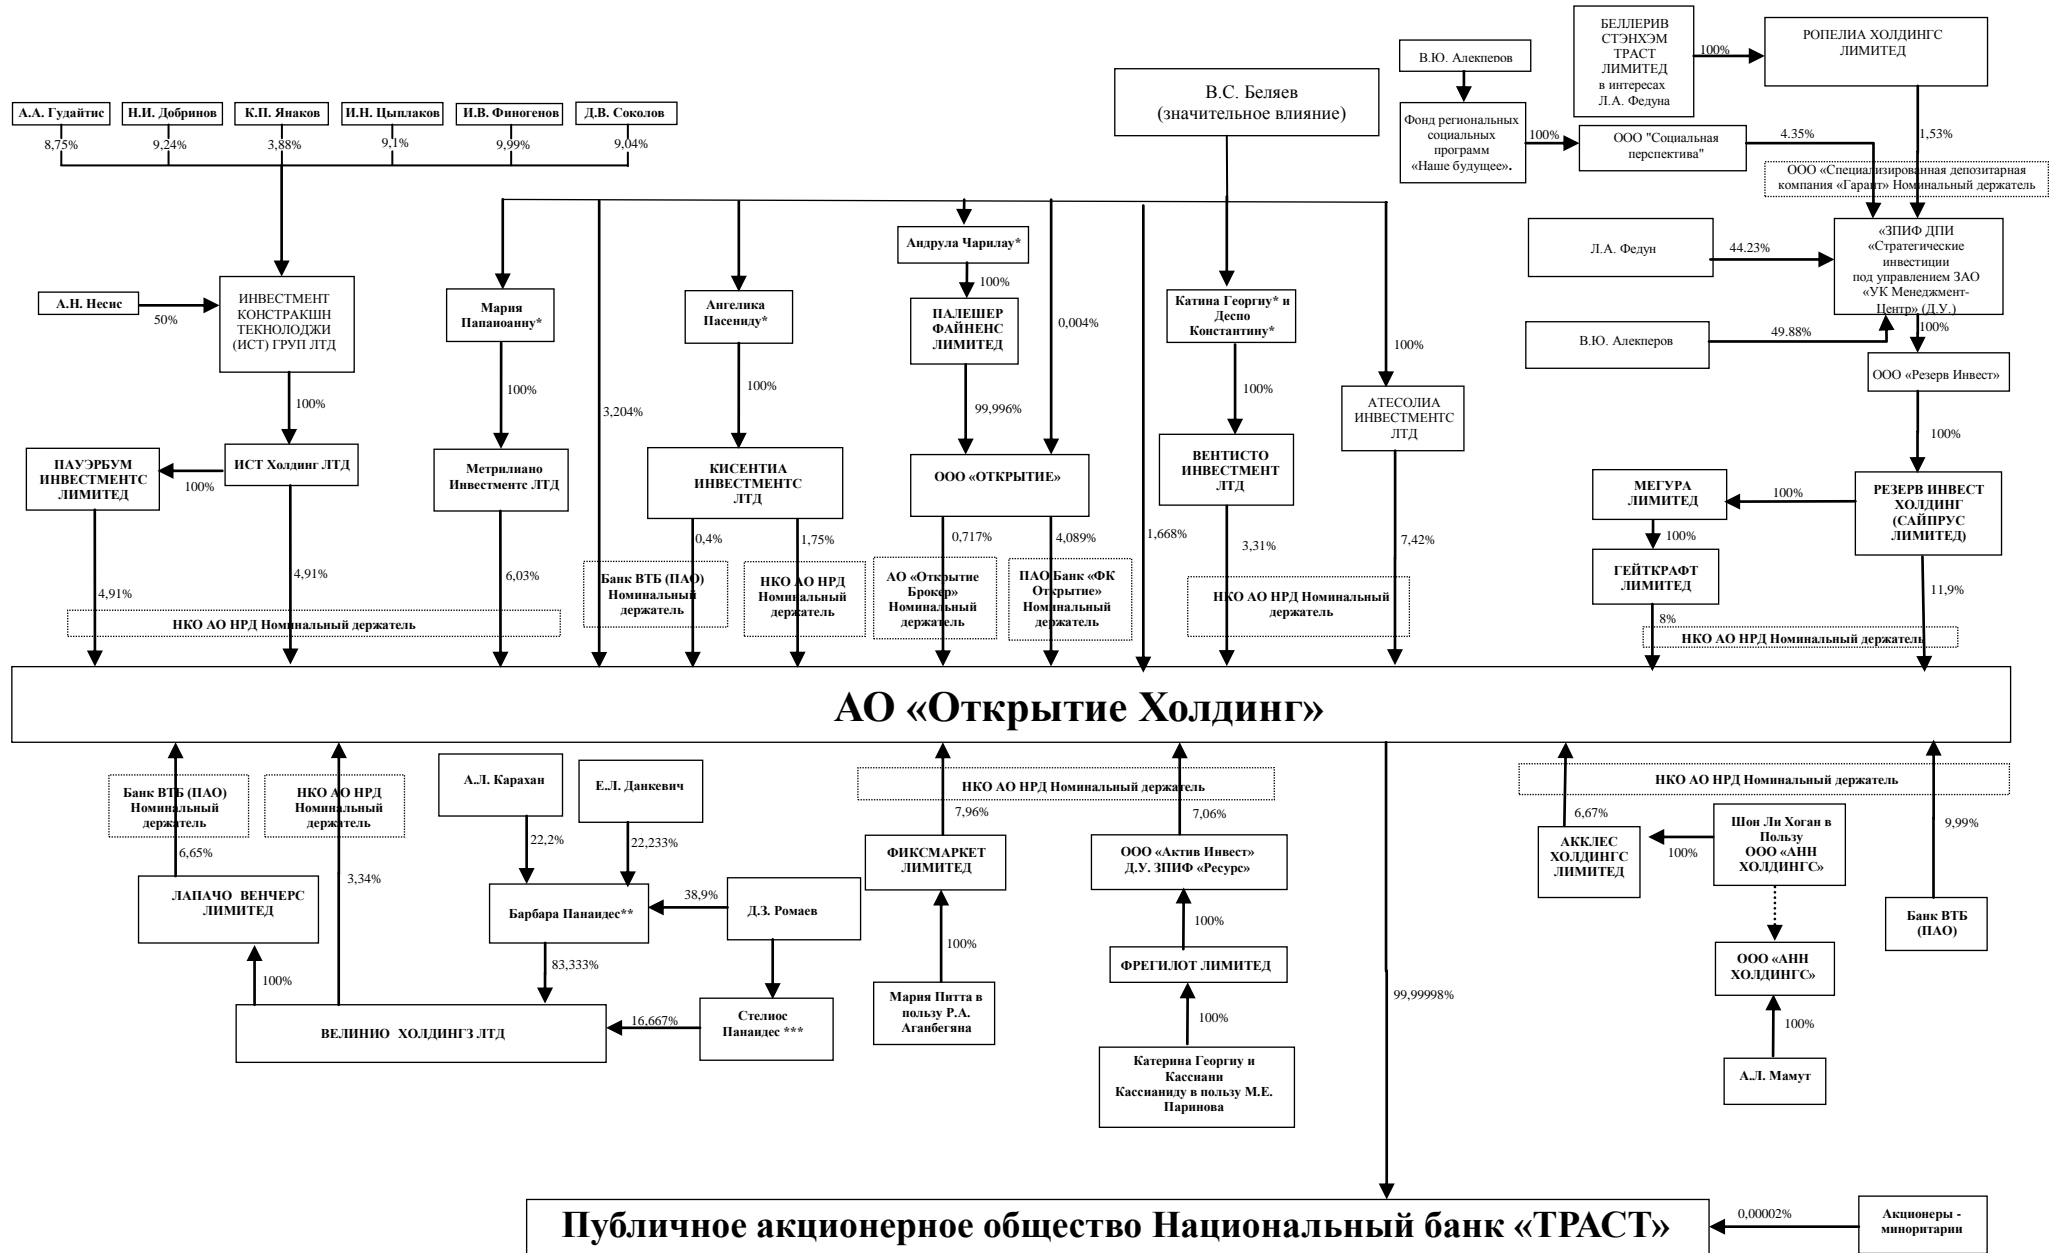 БЕЛЛЕРИВ
СТЭНХЭМ
ТРАСТ
ЛИМИТЕД
в интересах
Л.А. Федуна
100%
РОПЕЛИА ХОЛДИНГС
ЛИМИТЕД
В.Ю. Алекперов
В.С. Беляев
(значительное влияние)
А.А. Гудайтис
Н.И. Добринов
К.П. Янаков
И.Н. Цыплаков
И.В. Финогенов
Д.В. Соколов
8,75%
9,24%
3,88%
9,1%
9,99%
9,04%
Фонд региональных
социальных
программ
«Наше будущее».
100%
ООО "Социальная
перспектива"
4.35%
1,53%
ООО «Специализированная депозитарная
компания «Гарант» Номинальный держатель
Андрула Чарилау*
100%
Л.А. Федун
44.23%
«ЗПИФ ДПИ
«Стратегические
инвестиции
под управлением ЗАО
«УК Менеджмент-
Центр» (Д.У.)
А.Н. Несис
50%
ИНВЕСТМЕНТ
КОНСТРАКШН
ТЕКНОЛОДЖИ
(ИСТ) ГРУП ЛТД
Мария
Папаиоанну*
Ангелика
Пасениду*
ПАЛЕШЕР
ФАЙНЕНС
ЛИМИТЕД
0,004%
Катина Георгиу* и
Деспо
Константину*
100%
В.Ю. Алекперов
49.88%
100%
ООО «Резерв Инвест»
100%
100%
100%
3,204%
99,996%
100%
АТЕСОЛИА
ИНВЕСТМЕНТС
ЛТД
100%
ПАУЭРБУМ
ИНВЕСТМЕНТС
ЛИМИТЕД
100%
ИСТ Холдинг ЛТД
Метрилиано
Инвестментс ЛТД
КИСЕНТИА
ИНВЕСТМЕНТС
ЛТД
ООО «ОТКРЫТИЕ»
ВЕНТИСТО
ИНВЕСТМЕНТ
ЛТД
МЕГУРА
ЛИМИТЕД
100%
РЕЗЕРВ ИНВЕСТ
ХОЛДИНГ
(САЙПРУС
ЛИМИТЕД)
100%
4,91%
4,91%
6,03%
0,4%
1,75%
0,717%
4,089%
1,668%
3,31%
7,42%
ГЕЙТКРАФТ
ЛИМИТЕД
11,9%
8%
Банк ВТБ (ПАО)
Номинальный
держатель
НКО АО НРД
Номинальный
держатель
АО «Открытие
Брокер»
Номинальный
держатель
ПАО Банк «ФК
Открытие»
Номинальный
держатель
НКО АО НРД Номинальный
держатель
НКО АО НРД Номинальный держатель
НКО АО НРД Номинальный держатель
АО «Открытие Холдинг»
Банк ВТБ (ПАО)
Номинальный
держатель
НКО АО НРД
Номинальный
держатель
А.Л. Карахан
Е.Л. Данкевич
НКО АО НРД Номинальный держатель
НКО АО НРД Номинальный держатель
6,65%
3,34%
22,2%
22,233%
7,96%
7,06%
6,67%
9,99%
ЛАПАЧО ВЕНЧЕРС
ЛИМИТЕД
Барбара Панаидес**
38,9%
Д.З. Ромаев
ФИКСМАРКЕТ
ЛИМИТЕД
ООО «Актив Инвест»
Д.У. ЗПИФ «Ресурс»
АККЛЕС
ХОЛДИНГС
ЛИМИТЕД
100%
Шон Ли Хоган в
Пользу
ООО «АНН
ХОЛДИНГС»
Банк ВТБ
(ПАО)
100%
83,333%
100%
100%
ФРЕГИЛОТ ЛИМИТЕД
ООО «АНН
ХОЛДИНГС»
ВЕЛИНИО ХОЛДИНГЗ ЛТД
16,667%
Стелиос
Панаидес ***
Мария Питта в
пользу Р.А.
Аганбегяна
100%
99,99998%
100%
Катерина Георгиу и
Кассиани
Кассианиду в пользу М.Е.
Паринова
А.Л. Мамут
Публичное акционерное общество Национальный банк «ТРАСТ»
0,00002%
Акционеры -
миноритарии